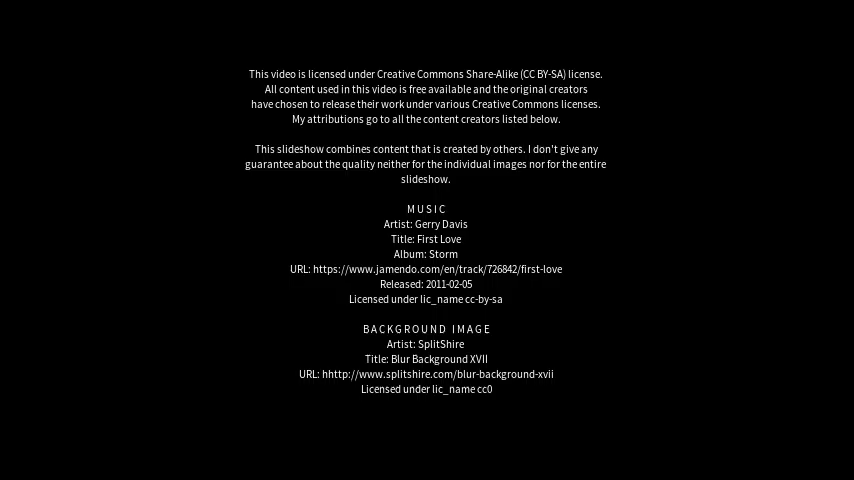 This video is licensed under Creative Commons Share-Alike (CC BY-SA) license.
All content used in this video is free available and the original creators
have chosen to release their work under various Creative Commons licenses.
My attributions go to all the content creators listed below.
This slideshow combines content that is created by others. I don't give any
guarantee about the quality neither for the individual images nor for the entire
slideshow.
MUSIC
Artist: Gerry Davis
Title: First Love
Album: Storm
URL: https://www.jamendo.com/en/track/726842/first-love
Released: 2011-02-05
Licensed under lic_name cc-by-sa
BACKGROUND IMAGE
Artist: SplitShire
Title: Blur Background XVII
URL: hhttp://www.splitshire.com/blur-background-xvii
Licensed under lic_name cc0